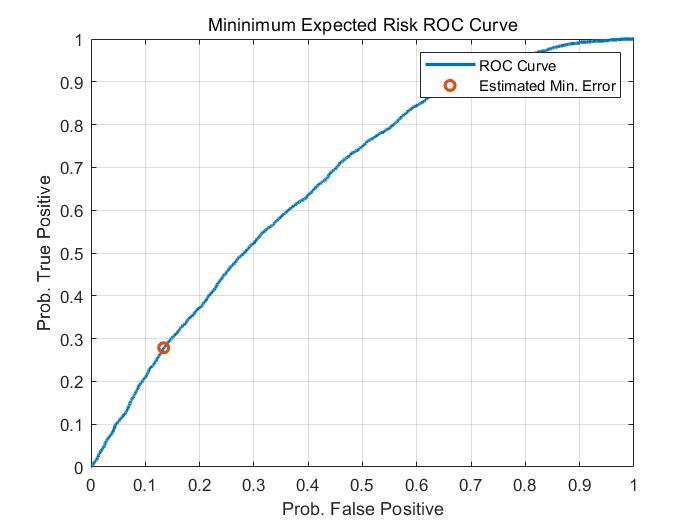 Mininimum Expected Risk ROC Curve
1
0.9
0.8
0.7
0.6
0.5
0.4
0.3
0.2
0.1
0
Prob. True Positive
ROC Curve
Estimated Min. Error
0 0.1 0.2 0.3 0.4 0.5 0.6 0.7 0.8 0.9 1
Prob. False Positive